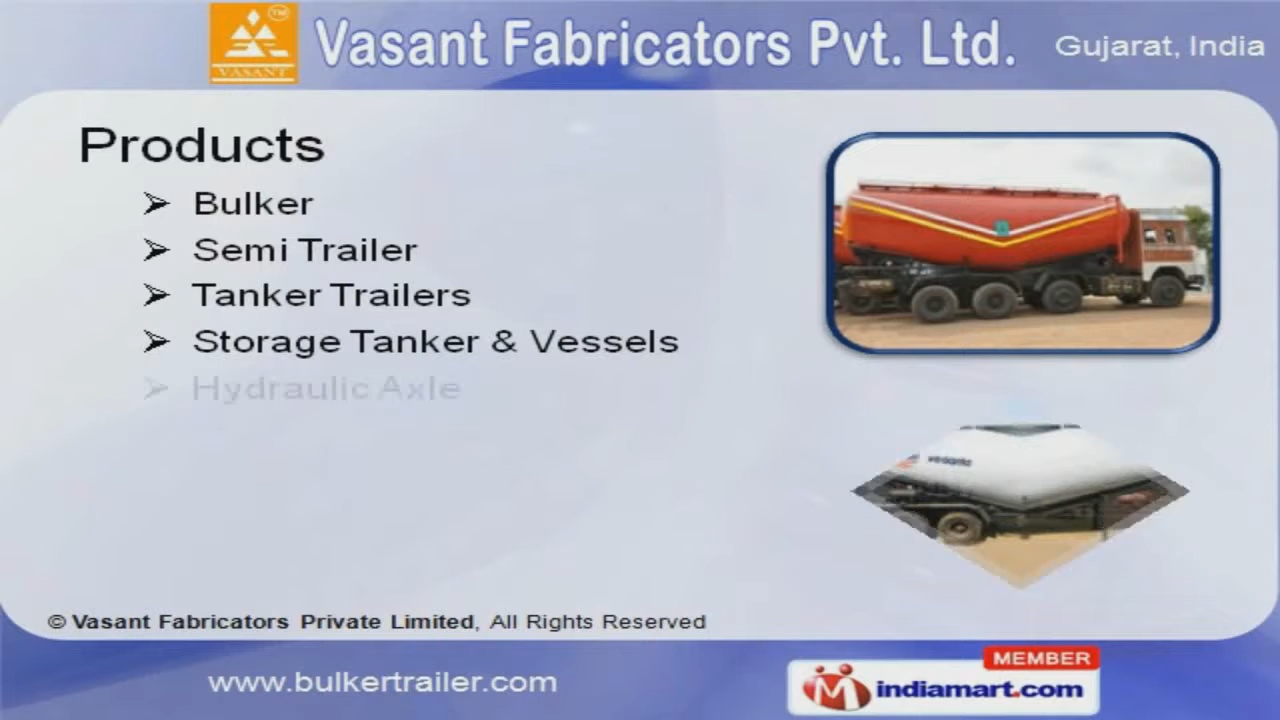 TM
VASANT
Vasant Fabricators Pvt. Ltd.
Gujarat, India
Products
➢ Bulker
➢ Semi Trailer
➢ Tanker Trailers
➢ Storage Tanker & Vessels
➢ Hydraulic Axle
© Vasant Fabricators Private Limited, All Rights Reserved
www.bulkertrailer.com
MEMBER
indiamart.com